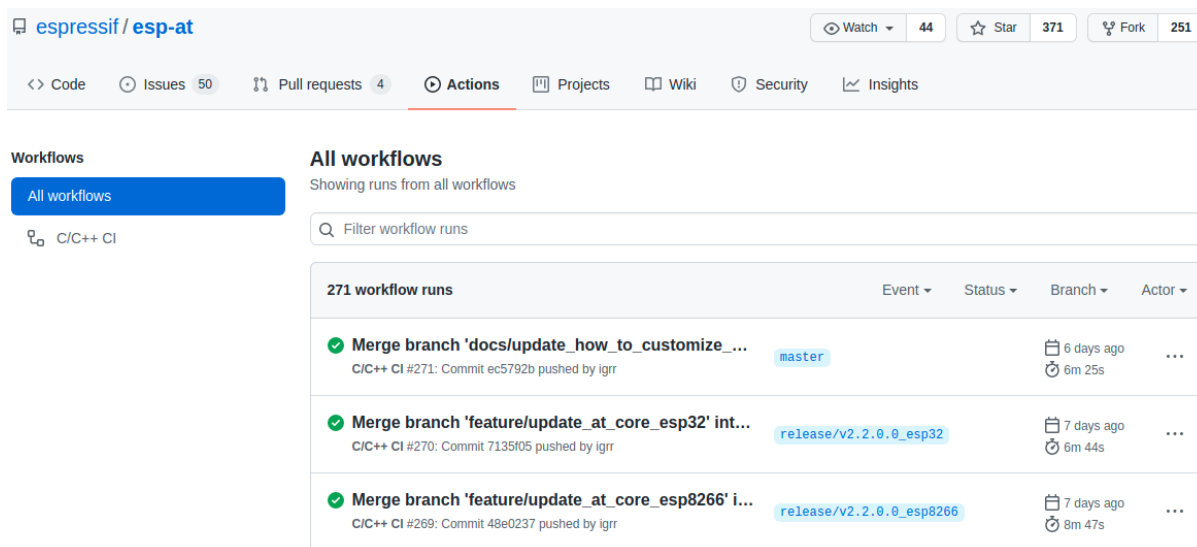 espressif / esp-at
Watch 44 Star 371 Fork 251
Code Issues 50 Pull requests 4 Actions Projects Wiki Security Insights
Workflows
All workflows
C/C++ CI
All workflows
Showing runs from all workflows
Filter workflow runs
271 workflow runs Event Status Branch Actor
Merge branch 'docs/update_how_to_customize_...
C/C++ CI #271: Commit ec5792b pushed by igrr
master
6 days ago
6m 25s
Merge branch 'feature/update_at_core_esp32' int...
C/C++ CI #270: Commit 7135f05 pushed by igrr
release/v2.2.0.0_esp32
7 days ago
6m 44s
Merge branch 'feature/update_at_core_esp8266' i...
C/C++ CI #269: Commit 48e0237 pushed by igrr
release/v2.2.0.0_esp8266
7 days ago
8m 47s